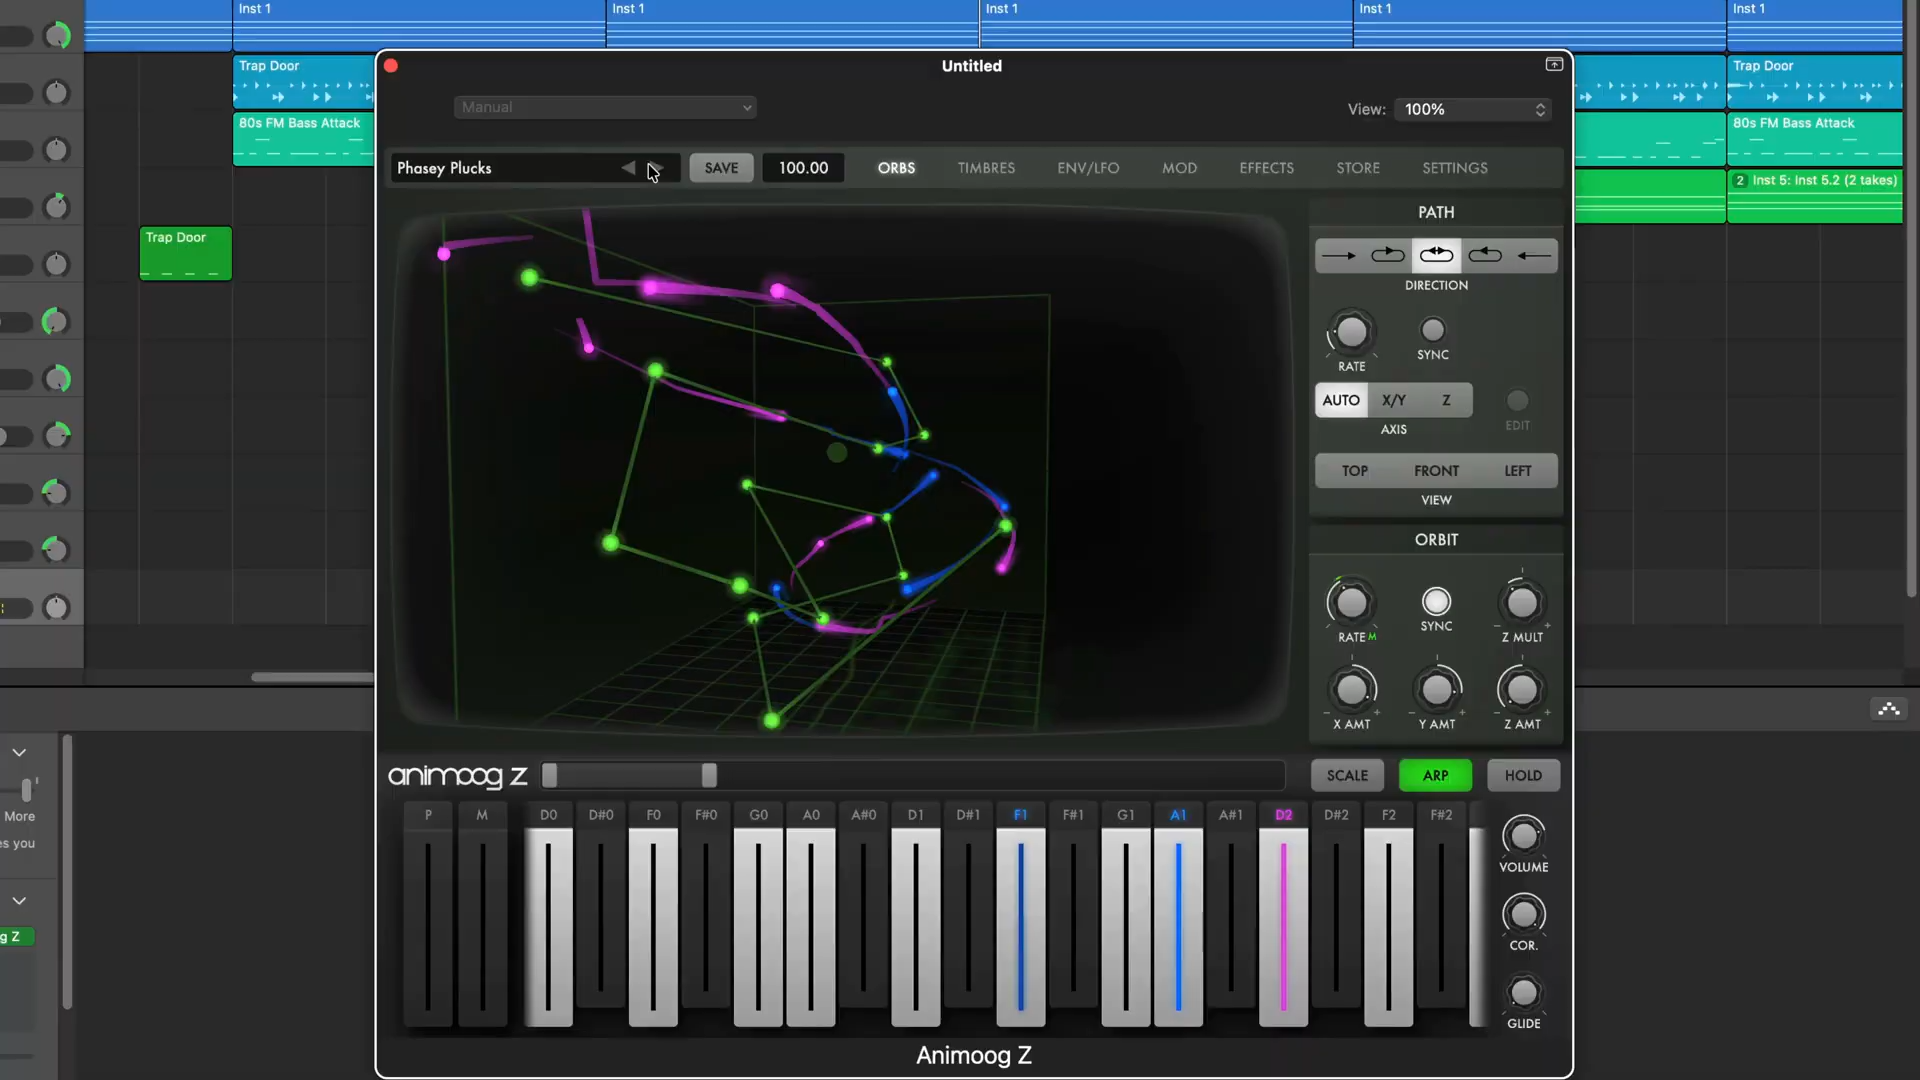 Inst 1
Inst 1
Inst 1
Inst 1
Inst 1
Trap Door
Untitled
Trap Door
Manual
View:
100%
80s FM Bass Attack
80s FM Bass Attack
Phasey Plucks
SAVE
100.00
ORBS
TIMBRES
ENV/LFO
MOD
EFFECTS
STORE
SETTINGS
2 Inst 5: Inst 5.2 (2 takes)
Trap Door
PATH
DIRECTION
RATE
SYNC
AUTO
X/Y
Z
AXIS
EDIT
TOP
FRONT
LEFT
VIEW
ORBIT
RATE M
SYNC
Z MULT
X AMT
Y AMT
Z AMT
animoog Z
SCALE
ARP
HOLD
More
es you
P
M
D0
D#0
F0
F#0
G0
A0
A#0
D1
D#1
F1
F#1
G1
A1
A#1
D2
D#2
F2
F#2
VOLUME
g Z
COR.
GLIDE
Animoog Z